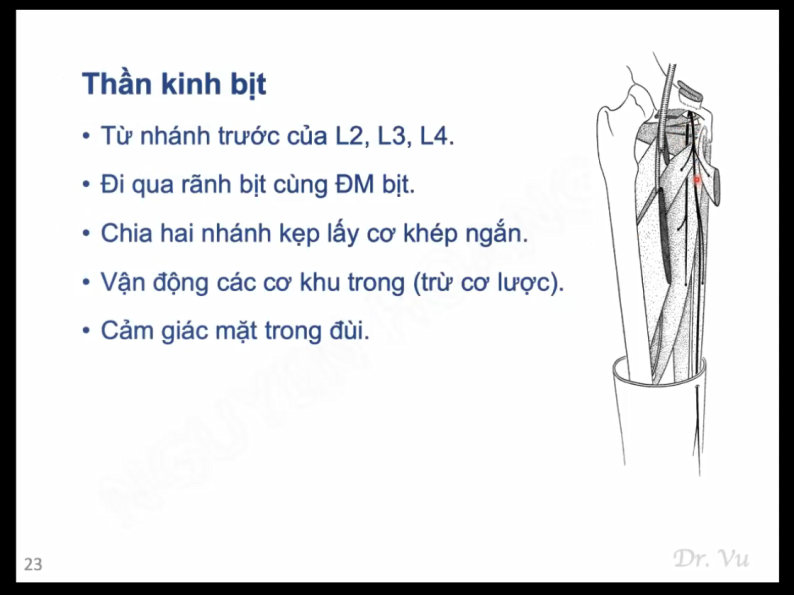 Thần kinh bịt
• Từ nhánh trước của L2, L3, L4.
• Đi qua rãnh bịt cùng ĐM bịt.
• Chia hai nhánh kẹp lấy cơ khép ngắn.
• Vận động các cơ khu trong (trừ cơ lược).
• Cảm giác mặt trong đùi.
23
Dr. Vu